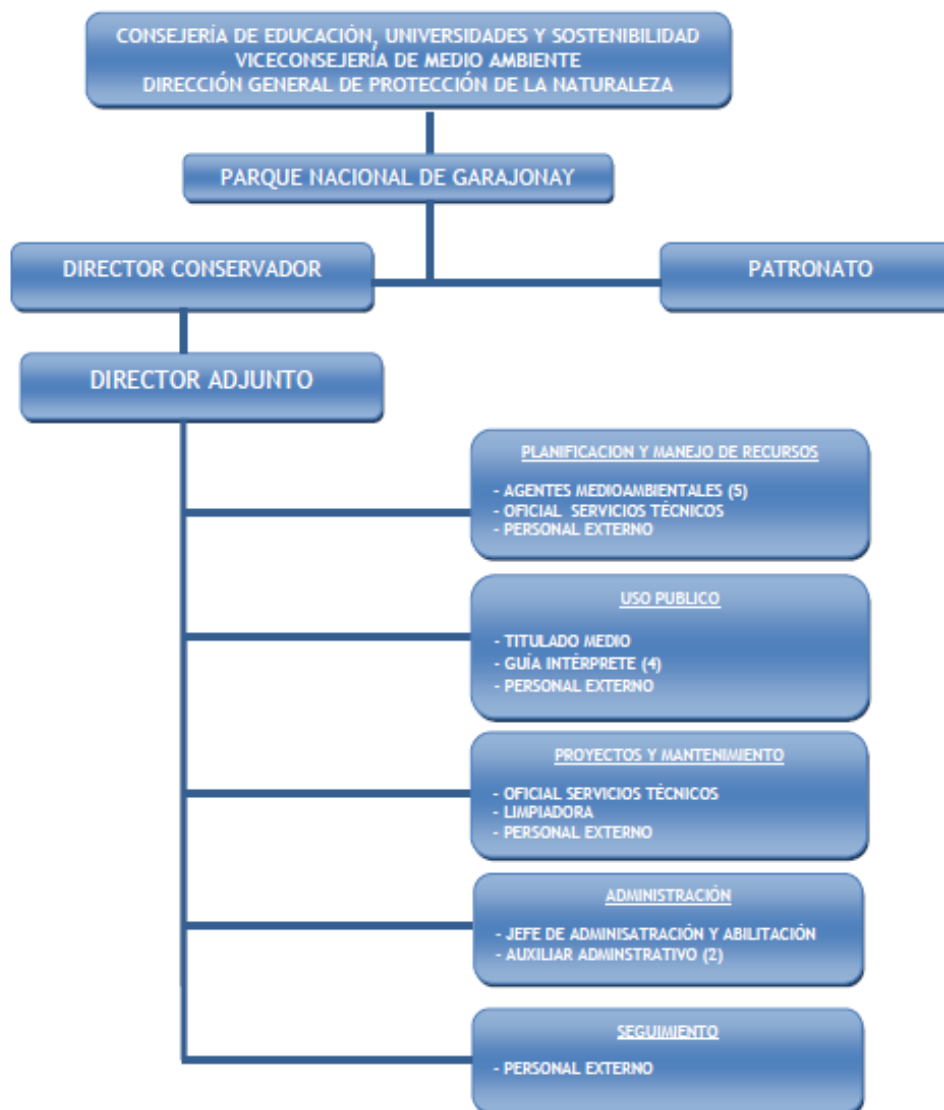 CONSEJERÍA DE EDUCACIÓN, UNIVERSIDADES Y SOSTENIBILIDAD
VICECONSEJERÍA DE MEDIO AMBIENTE
DIRECCIÓN GENERAL DE PROTECCIÓN DE LA NATURALEZA
PARQUE NACIONAL DE GARAJONAY
DIRECTOR CONSERVADOR
PATRONATO
DIRECTOR ADJUNTO
PLANIFICACION Y MANEJO DE RECURSOS
- AGENTES MEDIOAMBIENTALES (5)
- OFICIAL SERVICIOS TÉCNICOS
- PERSONAL EXTERNO
USO PUBLICO
- TITULADO MEDIO
- GUÍA INTÉRPRETE (4)
- PERSONAL EXTERNO
PROYECTOS Y MANTENIMIENTO
- OFICIAL SERVICIOS TÉCNICOS
- LIMPIADORA
- PERSONAL EXTERNO
ADMINISTRACIÓN
- JEFE DE ADMINISATRACIÓN Y ABILITACIÓN
- AUXILIAR ADMINSTRATIVO (2)
SEGUIMIENTO
- PERSONAL EXTERNO